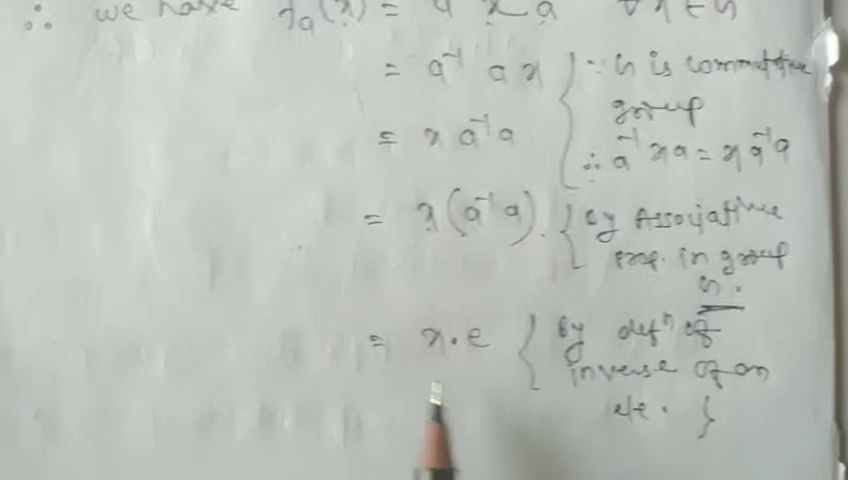 ∴ we have f_a(x) = a⁻¹ x a ∀ x ∈ G
= a⁻¹ a x { ∵ G is commutative
group
= x a⁻¹ a
∴ a⁻¹ x a = x a⁻¹ a
= x (a⁻¹ a). { By Associative
prop. in group
G.
= x . e { By defⁿ of
inverse of an
ele. }